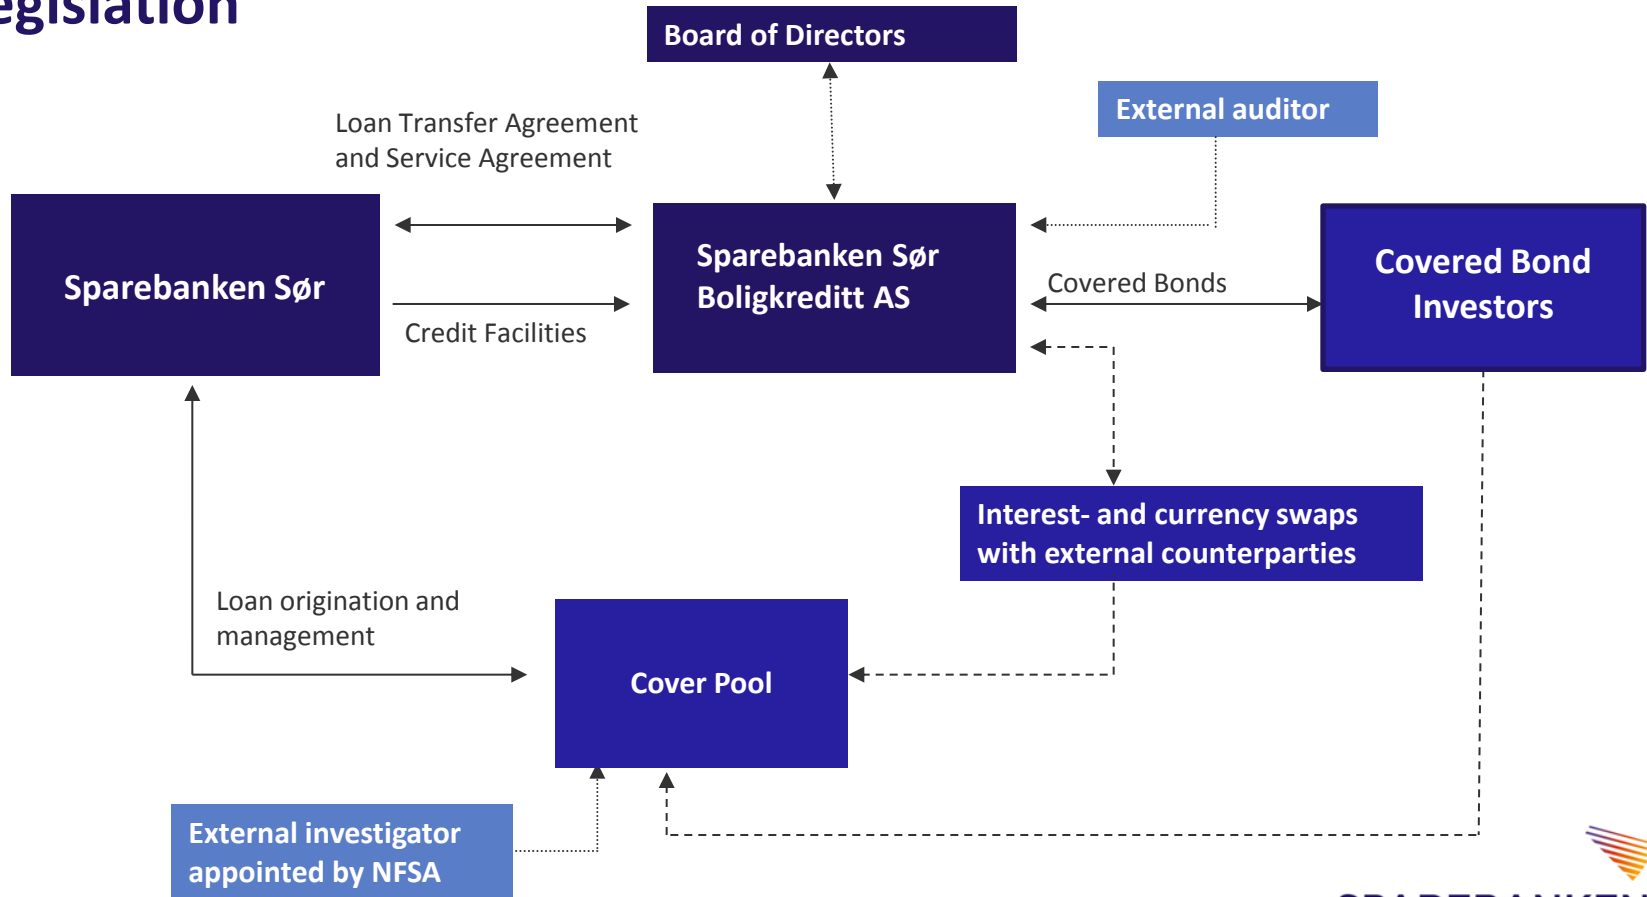 egislation
Board of Directors
External auditor
Loan Transfer Agreement
and Service Agreement
Sparebanken Sør
Sparebanken Sør
Boligkreditt AS
Covered Bonds
Covered Bond
Investors
Credit Facilities
Interest- and currency swaps
with external counterparties
Loan origination and
management
Cover Pool
External investigator
appointed by NFSA
SPAREBANKEN